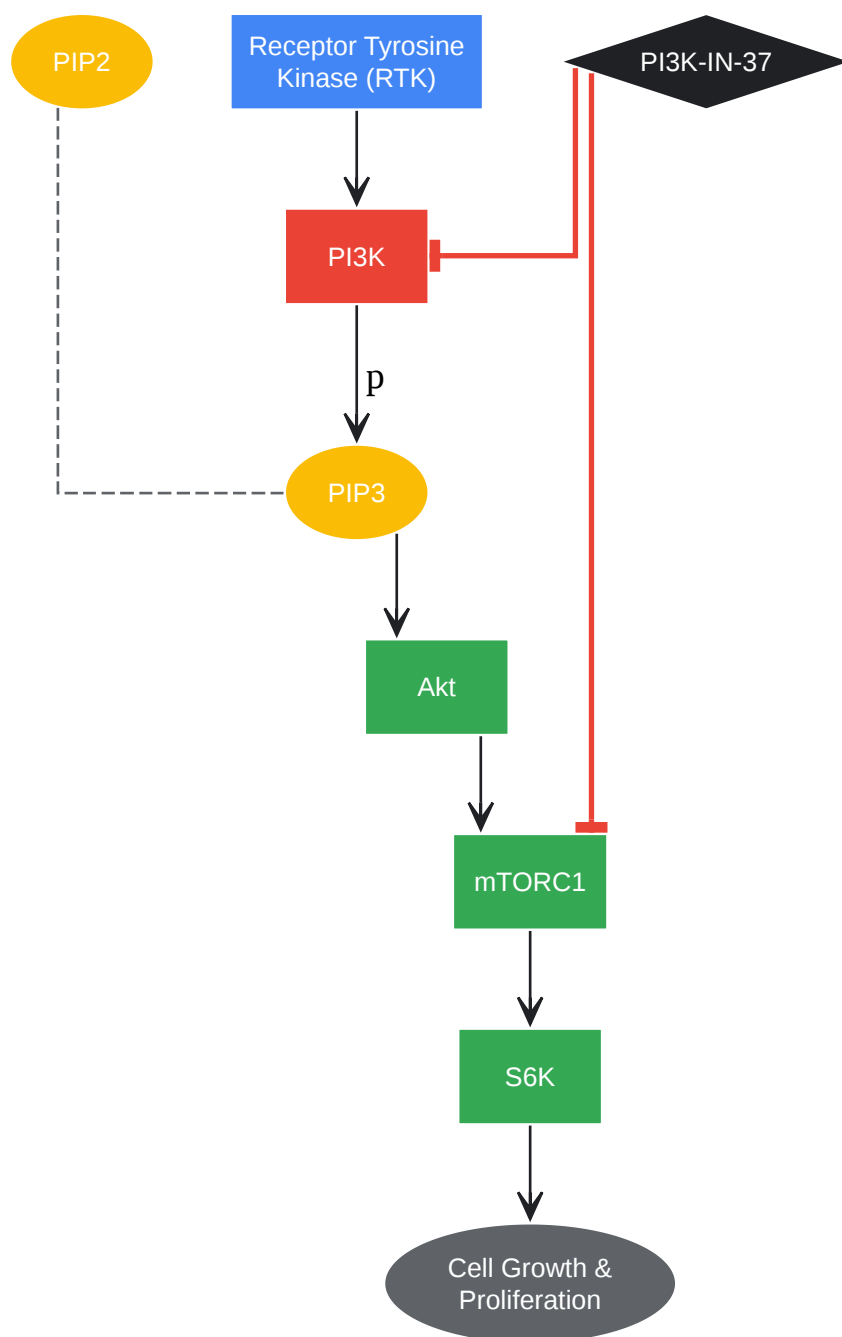 PIP2
Receptor Tyrosine
Kinase (RTK)
PI3K-IN-37
PI3K
p
PIP3
Akt
mTORC1
S6K
Cell Growth &
Proliferation